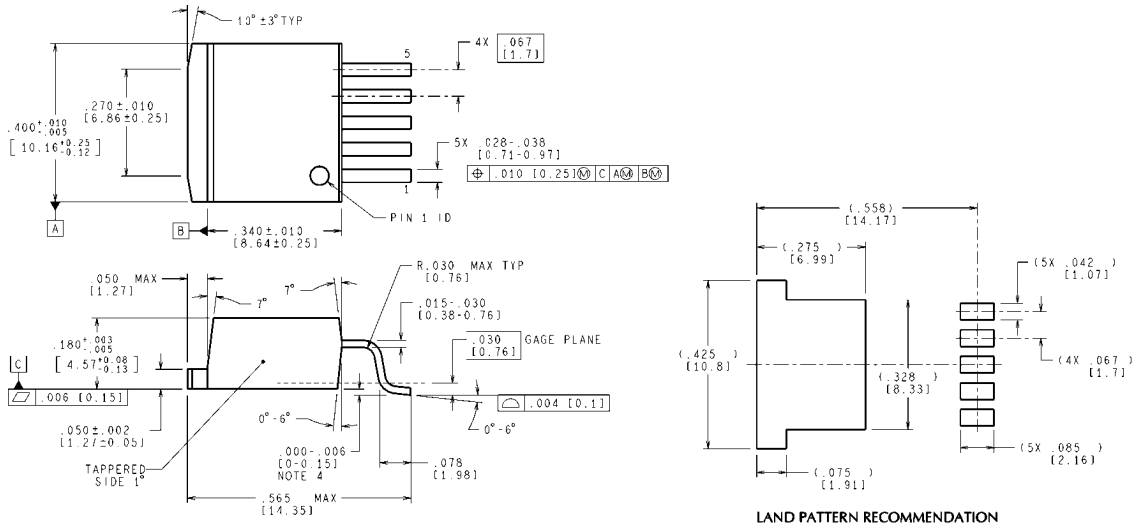 10° ±3° TYP
5
4X .067
[1.7]
.270±.010
[6.86±0.25]
.400+.010-.005
[10.16+0.25-0.12]
5X .028-.038
[0.71-0.97]
⌖ .010 [0.25]Ⓜ C AⓂ BⓂ
1
PIN 1 ID
A
B
.340±.010
[8.64±0.25]
.050 MAX
[1.27]
7°
7°
R.030 MAX TYP
[0.76]
.015-.030
[0.38-0.76]
.030
[0.76]
GAGE PLANE
.180+.003-.005
[4.57+0.08-0.13]
C
⏥ .006 [0.15]
⌓ .004 [0.1]
0°-6°
0°-6°
.050±.002
[1.27±0.05]
TAPPERED
SIDE 1°
.000-.006
[0-0.15]
NOTE 4
.078
[1.98]
.565 MAX
[14.35]
(.558)
[14.17]
(.275)
[6.99]
(5X .042)
[1.07]
(.425)
[10.8]
(.328)
[8.33]
(4X .067)
[1.7]
(5X .085)
[2.16]
(.075)
[1.91]
LAND PATTERN RECOMMENDATION